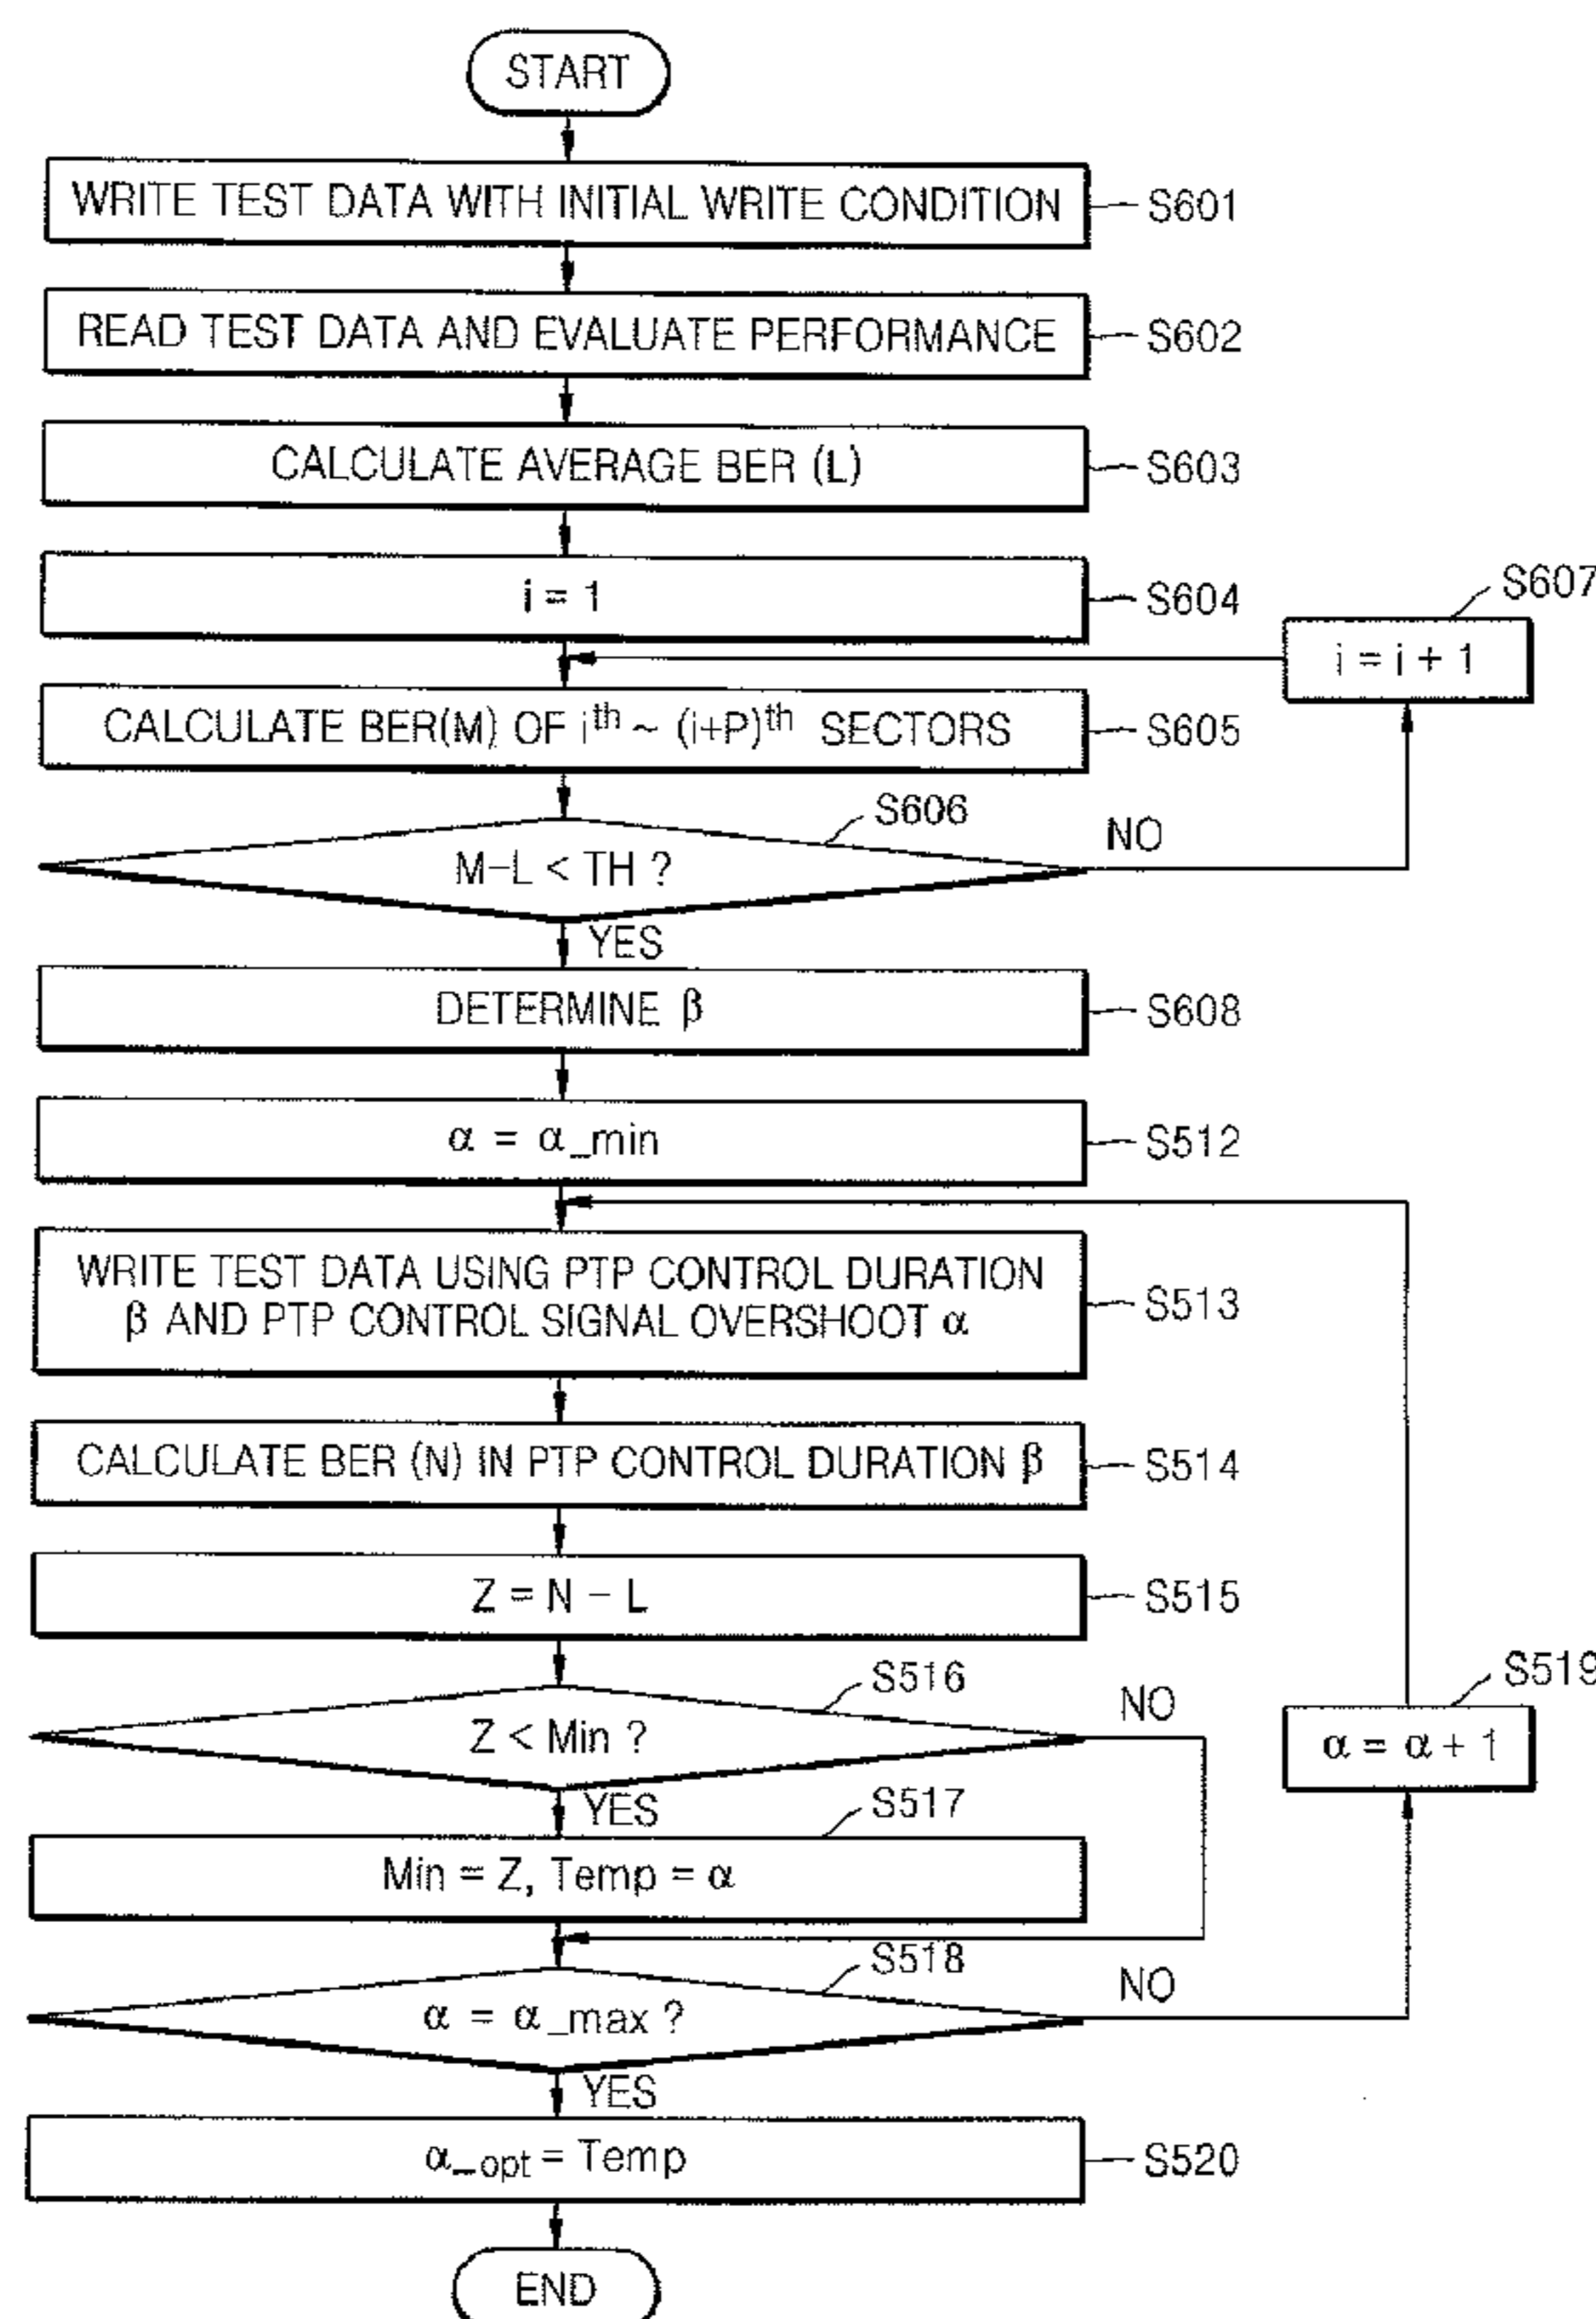 START
WRITE TEST DATA WITH INITIAL WRITE CONDITION
S601
READ TEST DATA AND EVALUATE PERFORMANCE
S602
CALCULATE AVERAGE BER (L)
S603
i = 1
S604
S607
i = i + 1
CALCULATE BER(M) OF iᵗʰ ~ (i+P)ᵗʰ SECTORS
S605
S606
M-L < TH ?
NO
YES
DETERMINE β
S608
α = α_min
S512
WRITE TEST DATA USING PTP CONTROL DURATION
β AND PTP CONTROL SIGNAL OVERSHOOT α
S513
CALCULATE BER (N) IN PTP CONTROL DURATION β
S514
Z = N - L
S515
S516
Z < Min ?
NO
S519
α = α + 1
YES
S517
Min = Z, Temp = α
S518
α = α_max ?
NO
YES
α_opt = Temp
S520
END